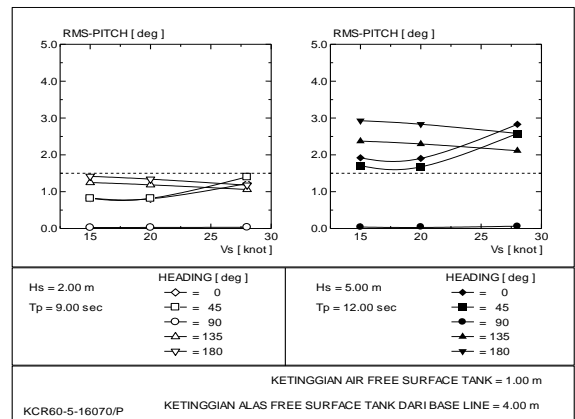 RMS-PITCH [ deg ]
5.0
4.0
3.0
2.0
1.0
0.0
15 20 25 30
Vs [ knot ]
RMS-PITCH [ deg ]
5.0
4.0
3.0
2.0
1.0
0.0
15 20 25 30
Vs [ knot ]
Hs = 2.00 m
Tp = 9.00 sec
HEADING [ deg ]
= 0
= 45
= 90
= 135
= 180
Hs = 5.00 m
Tp = 12.00 sec
HEADING [ deg ]
= 0
= 45
= 90
= 135
= 180
KETINGGIAN AIR FREE SURFACE TANK = 1.00 m
KCR60-5-16070/P KETINGGIAN ALAS FREE SURFACE TANK DARI BASE LINE = 4.00 m